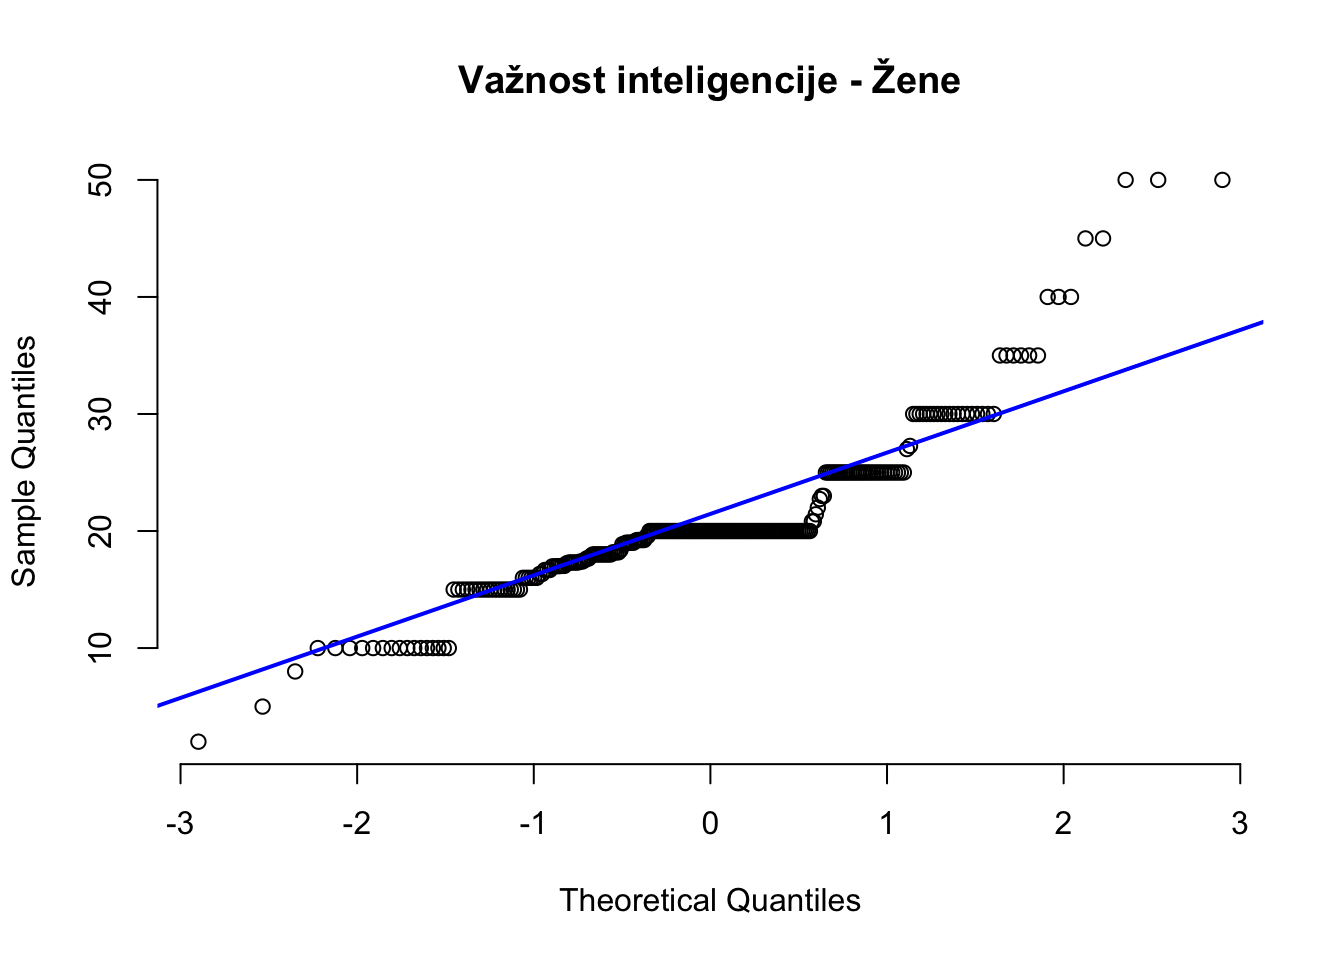 Važnost inteligencije - Žene
Sample Quantiles
50
40
30
20
10
-3 -2 -1 0 1 2 3
Theoretical Quantiles